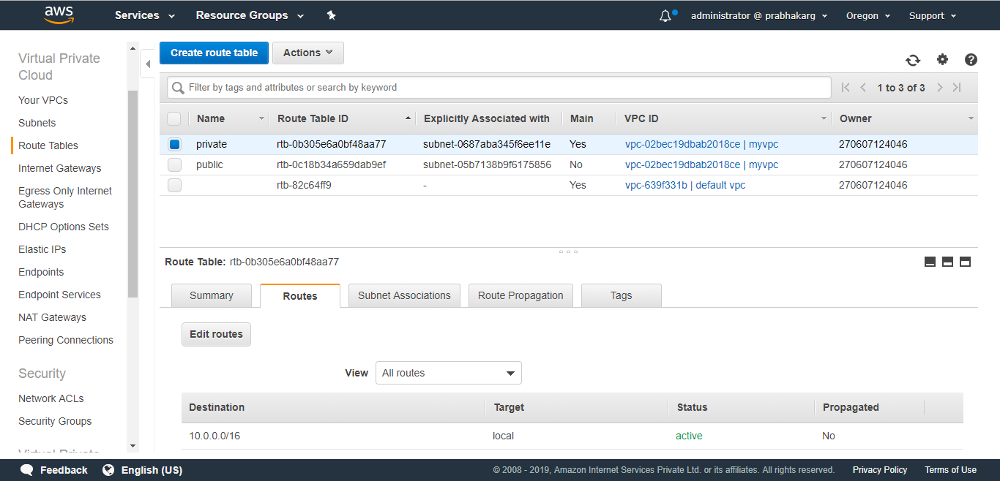 aws Services Resource Groups administrator @ prabhakarg Oregon Support
Virtual Private
Cloud
Your VPCs
Subnets
Route Tables
Internet Gateways
Egress Only Internet
Gateways
DHCP Options Sets
Elastic IPs
Endpoints
Endpoint Services
NAT Gateways
Peering Connections
Security
Network ACLs
Security Groups
Virtual Private
Create route table Actions
Filter by tags and attributes or search by keyword 1 to 3 of 3
Name Route Table ID Explicitly Associated with Main VPC ID Owner
private rtb-0b305e6a0bf48aa77 subnet-0687aba345f6ee11e Yes vpc-02bec19dbab2018ce | myvpc 270607124046
public rtb-0c18b34a659dab9ef subnet-05b7138b9f6175856 No vpc-02bec19dbab2018ce | myvpc 270607124046
rtb-82c64ff9 - Yes vpc-639f331b | default vpc 270607124046
Route Table: rtb-0b305e6a0bf48aa77
Summary Routes Subnet Associations Route Propagation Tags
Edit routes
View All routes
Destination Target Status Propagated
10.0.0.0/16 local active No
Feedback English (US) © 2008 - 2019, Amazon Internet Services Private Ltd. or its affiliates. All rights reserved. Privacy Policy Terms of Use